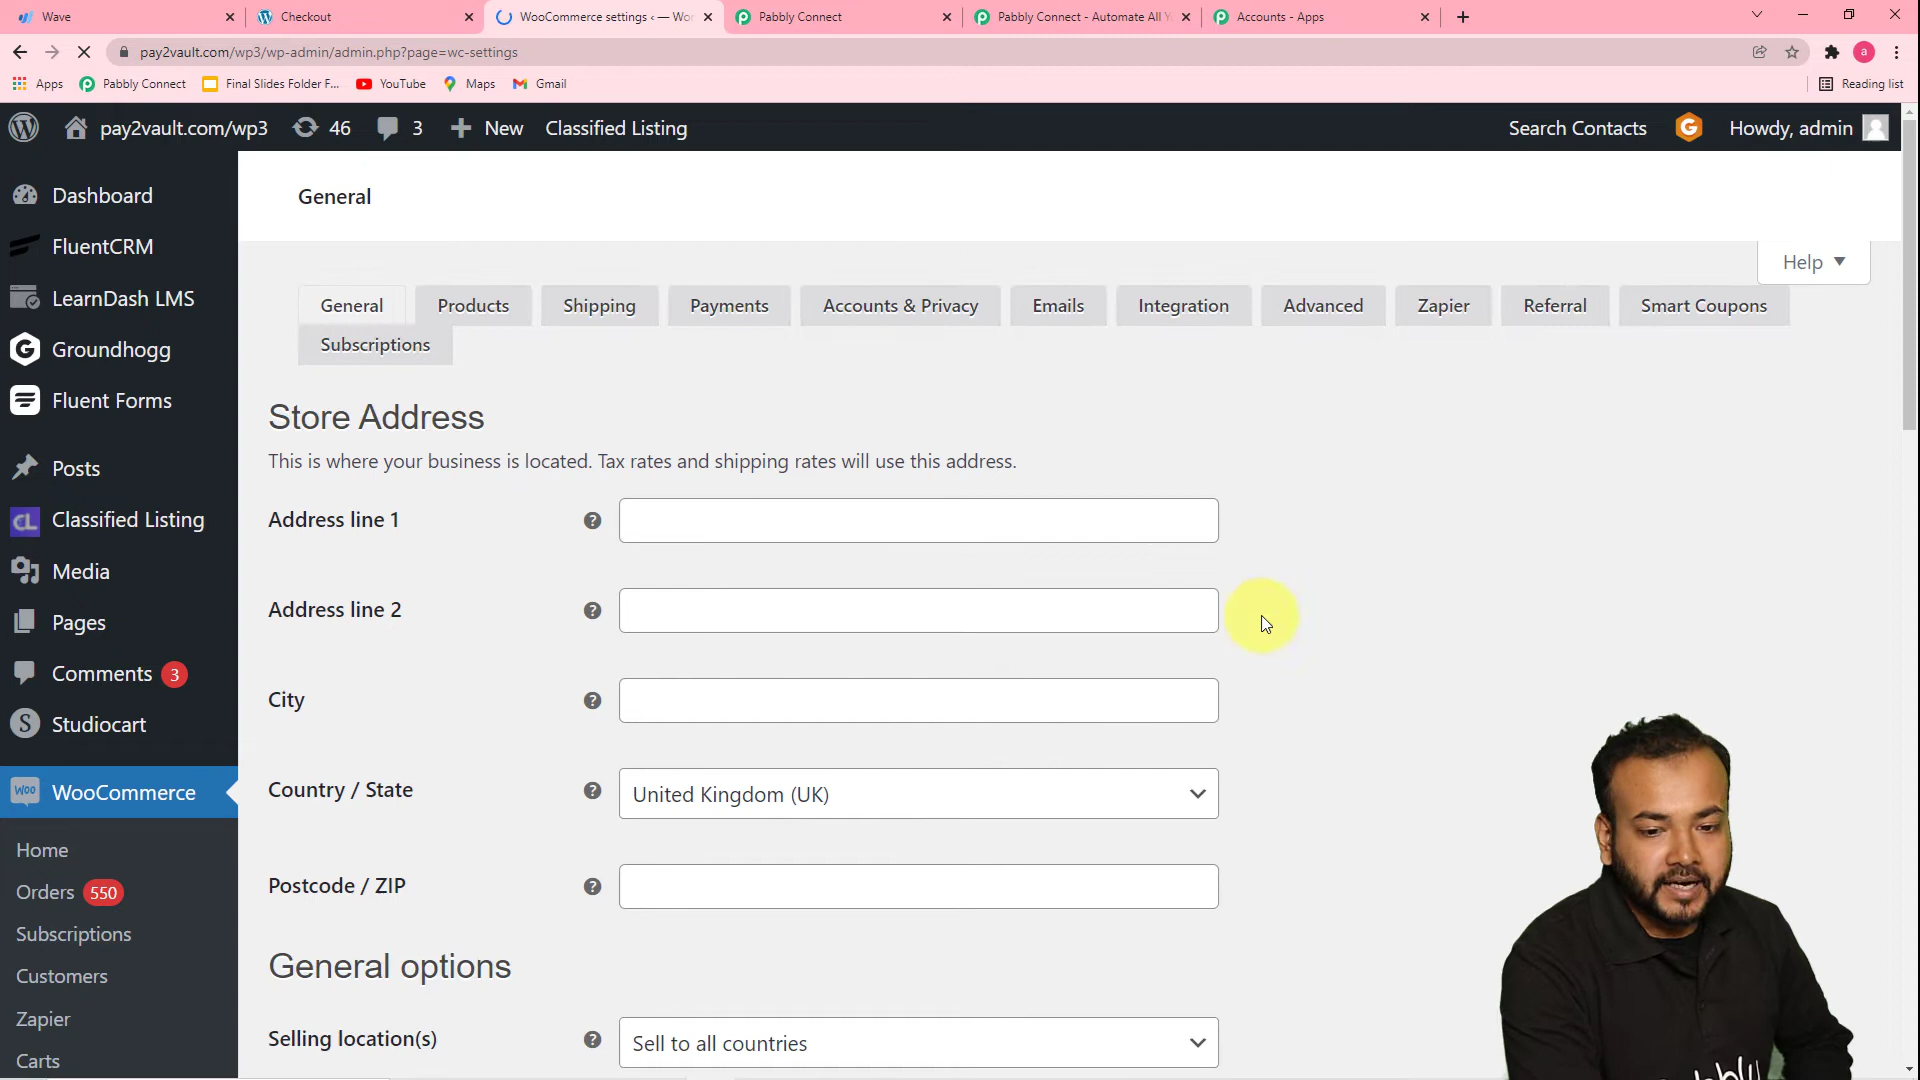 Wave
Checkout
WooCommerce settings ‹ — Wor
Pabbly Connect
Pabbly Connect - Automate All Y
Accounts - Apps
pay2vault.com/wp3/wp-admin/admin.php?page=wc-settings
a
Apps
Pabbly Connect
Final Slides Folder F...
YouTube
Maps
Gmail
Reading list
pay2vault.com/wp3
46
3
New
Classified Listing
Search Contacts
Howdy, admin
Dashboard
FluentCRM
LearnDash LMS
Groundhogg
Fluent Forms
Posts
Classified Listing
Media
Pages
Comments 3
Studiocart
WooCommerce
Home
Orders 550
Subscriptions
Customers
Zapier
Carts
General
Help
General
Products
Shipping
Payments
Accounts & Privacy
Emails
Integration
Advanced
Zapier
Referral
Smart Coupons
Subscriptions
Store Address
This is where your business is located. Tax rates and shipping rates will use this address.
Address line 1
Address line 2
City
Country / State
United Kingdom (UK)
Postcode / ZIP
General options
Selling location(s)
Sell to all countries